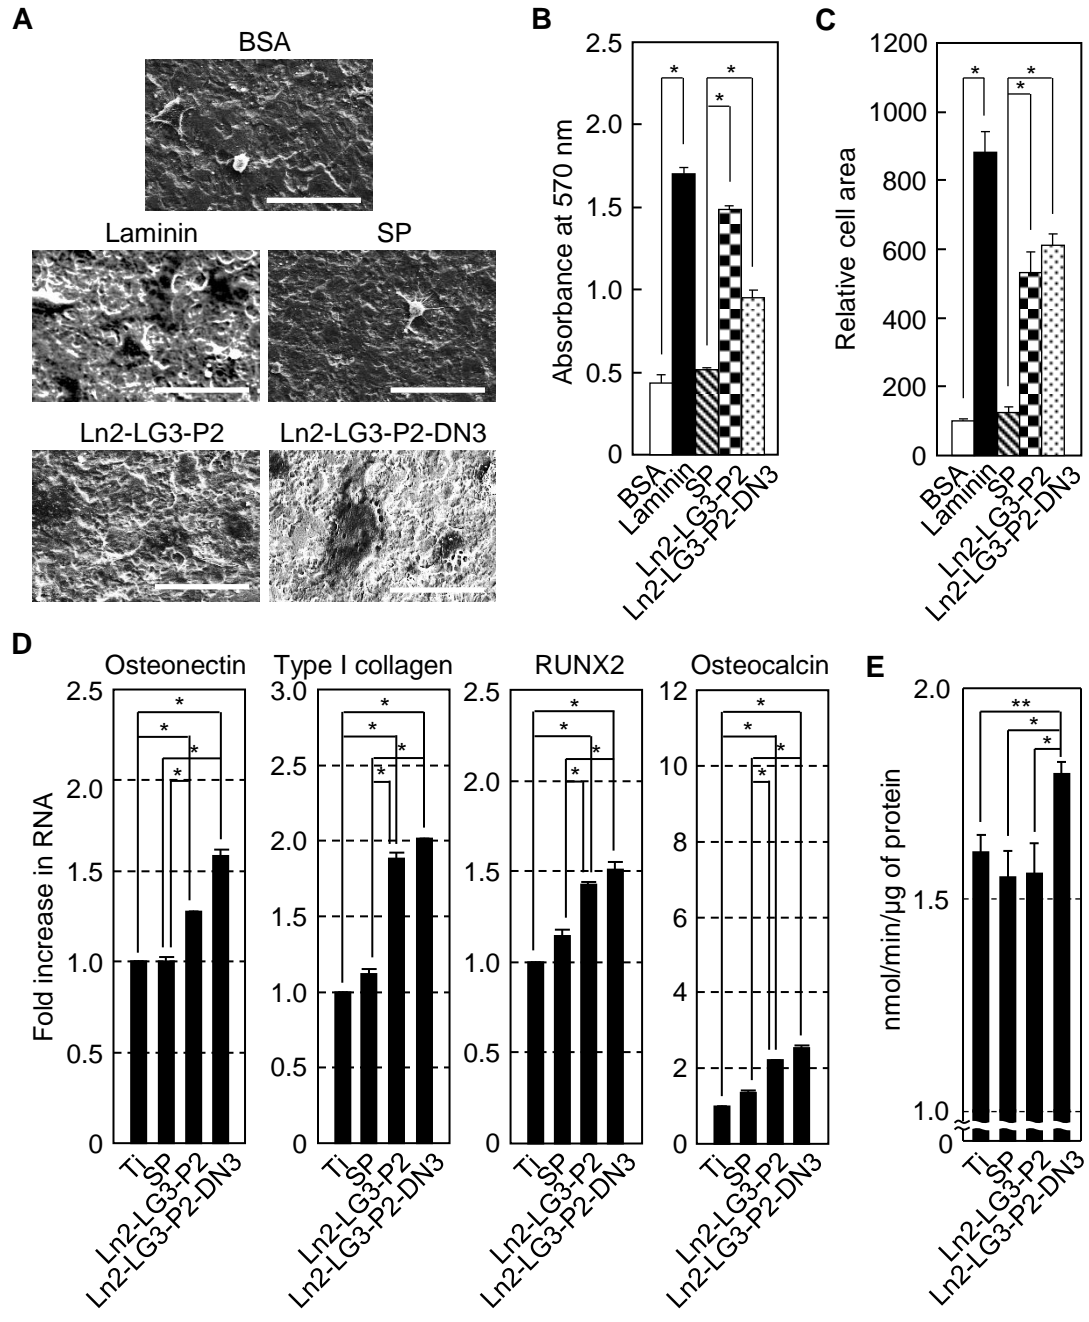 A
BSA
Laminin
SP
Ln2-LG3-P2
Ln2-LG3-P2-DN3
B
Absorbance at 570 nm
2.5
2.0
1.5
1.0
0.5
0
*
*
*
BSA
Laminin
SP
Ln2-LG3-P2
Ln2-LG3-P2-DN3
C
Relative cell area
1200
1000
800
600
400
200
0
*
*
*
BSA
Laminin
SP
Ln2-LG3-P2
Ln2-LG3-P2-DN3
D
Fold increase in RNA
Osteonectin
2.5
2.0
1.5
1.0
0.5
0
*
*
*
*
Ti
SP
Ln2-LG3-P2
Ln2-LG3-P2-DN3
Type I collagen
3.0
2.5
2.0
1.5
1.0
0.5
0
*
*
*
*
Ti
SP
Ln2-LG3-P2
Ln2-LG3-P2-DN3
RUNX2
2.5
2.0
1.5
1.0
0.5
0
*
*
*
*
Ti
SP
Ln2-LG3-P2
Ln2-LG3-P2-DN3
Osteocalcin
12
10
8
6
4
2
0
*
*
*
*
Ti
SP
Ln2-LG3-P2
Ln2-LG3-P2-DN3
E
nmol/min/μg of protein
2.0
1.5
1.0
0
**
*
*
Ti
SP
Ln2-LG3-P2
Ln2-LG3-P2-DN3